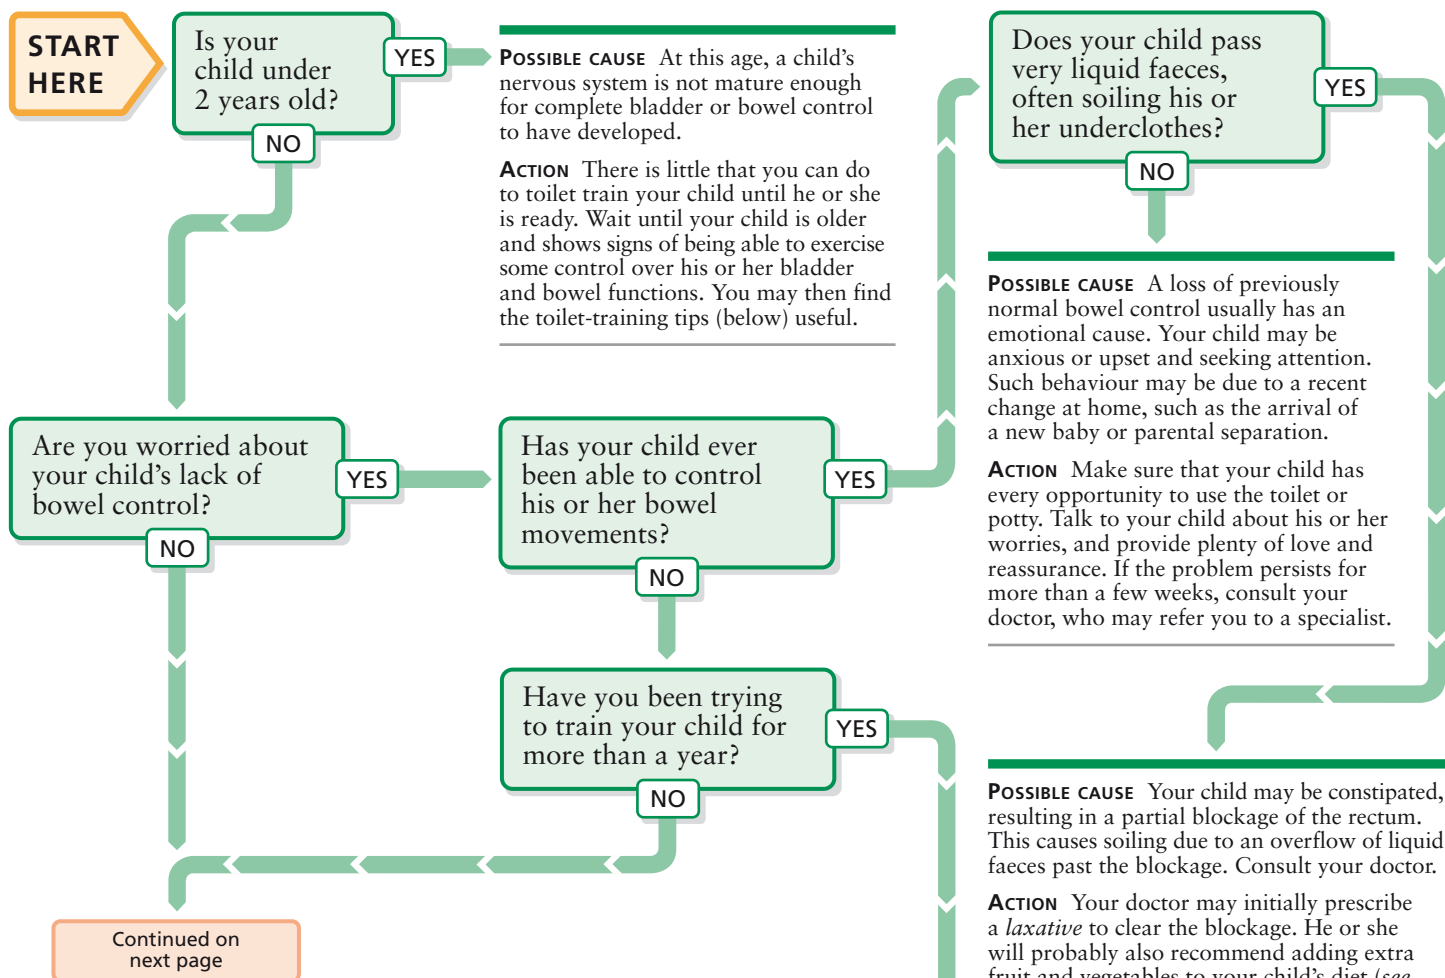 START
HERE
Is your
child under
2 years old?
YES
NO
POSSIBLE CAUSE At this age, a child's
nervous system is not mature enough
for complete bladder or bowel control
to have developed.
ACTION There is little that you can do
to toilet train your child until he or she
is ready. Wait until your child is older
and shows signs of being able to exercise
some control over his or her bladder
and bowel functions. You may then find
the toilet-training tips (below) useful.
Are you worried about
your child's lack of
bowel control?
YES
NO
Has your child ever
been able to control
his or her bowel
movements?
YES
NO
Have you been trying
to train your child for
more than a year?
YES
NO
Continued on
next page
Does your child pass
very liquid faeces,
often soiling his or
her underclothes?
YES
NO
POSSIBLE CAUSE A loss of previously
normal bowel control usually has an
emotional cause. Your child may be
anxious or upset and seeking attention.
Such behaviour may be due to a recent
change at home, such as the arrival of
a new baby or parental separation.
ACTION Make sure that your child has
every opportunity to use the toilet or
potty. Talk to your child about his or her
worries, and provide plenty of love and
reassurance. If the problem persists for
more than a few weeks, consult your
doctor, who may refer you to a specialist.
POSSIBLE CAUSE Your child may be constipated,
resulting in a partial blockage of the rectum.
This causes soiling due to an overflow of liquid
faeces past the blockage. Consult your doctor.
ACTION Your doctor may initially prescribe
a laxative to clear the blockage. He or she
will probably also recommend adding extra
fruit and vegetables to your child's diet (see